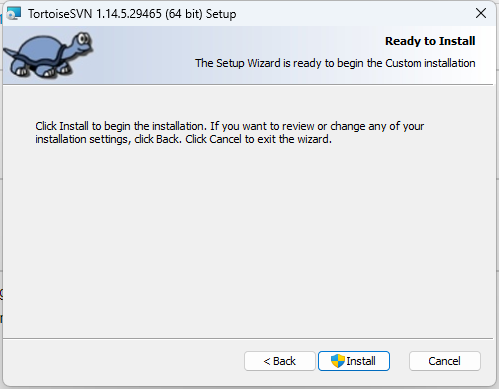 TortoiseSVN 1.14.5.29465 (64 bit) Setup
Ready to Install
The Setup Wizard is ready to begin the Custom installation
Click Install to begin the installation. If you want to review or change any of your
installation settings, click Back. Click Cancel to exit the wizard.
< Back
Install
Cancel